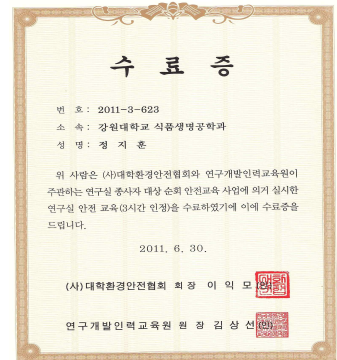 수 료 증
번 호 : 2011-3-623
소 속 : 강원대학교 식품생명공학과
성 명 : 정 지 훈
위 사람은 (사)대학환경안전협회와 연구개발인력교육원이
주관하는 연구실 종사자 대상 순회 안전교육 사업에 의거 실시한
연구실 안전 교육(3시간 인정)을 수료하였기에 이에 수료증을
드립니다.
2011. 6. 30.
(사) 대학환경안전협회 회 장 이 익 모 (인)
연구개발인력교육원 원 장 김 상 선 (인)